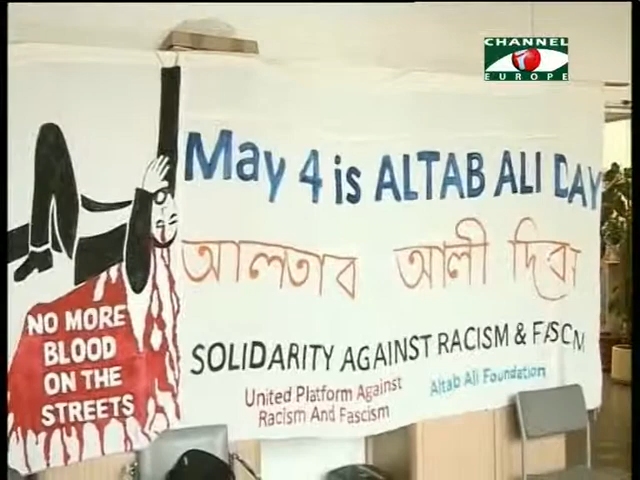 CHANNEL
EUROPE
May 4 is ALTAB ALI DAY
আলতাব আলী দিবস
SOLIDARITY AGAINST RACISM & FASCM
United Platform Against
Racism And Fascism
Altab Ali Foundation
NO MORE
BLOOD
ON THE
STREETS